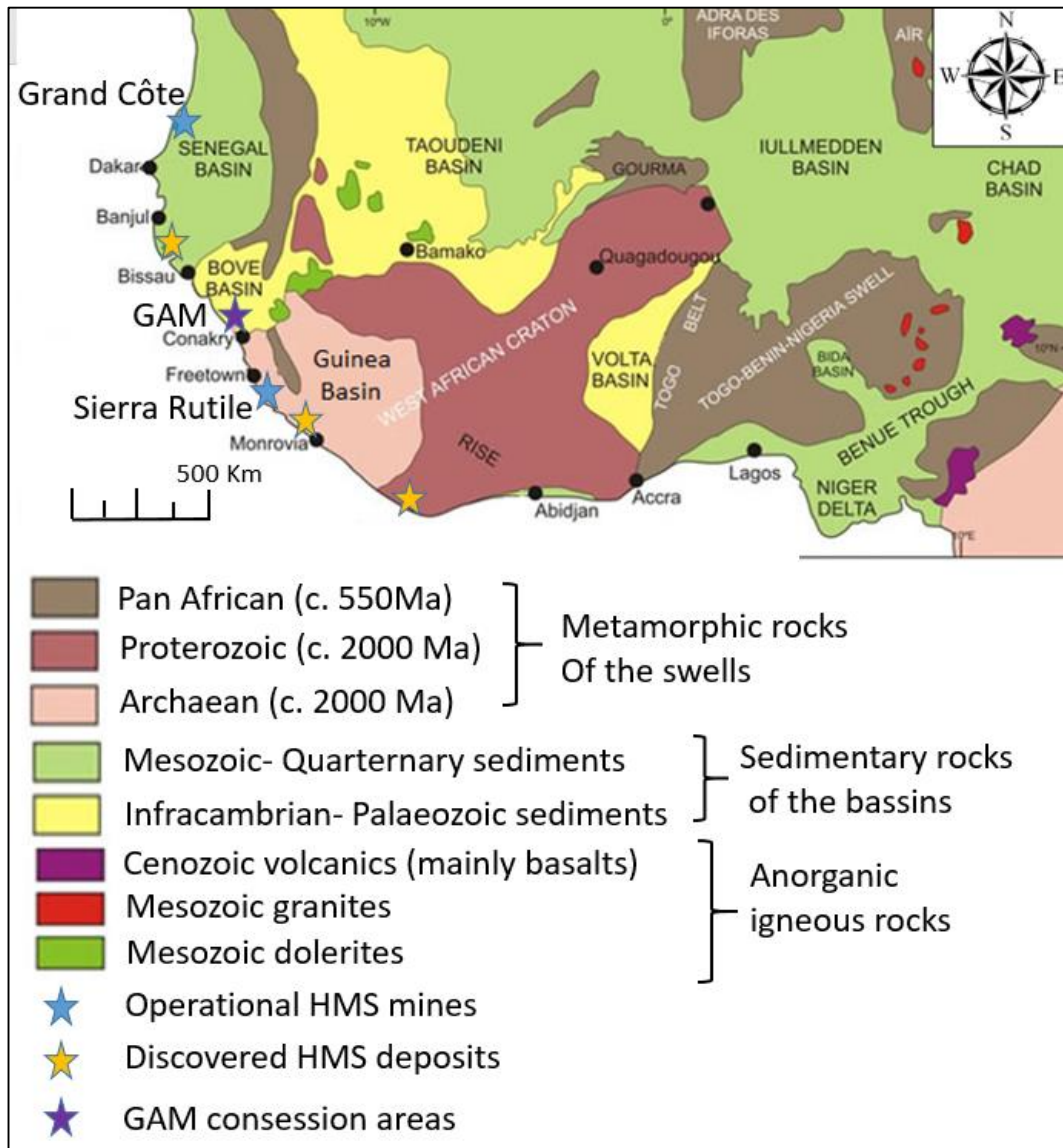 10°W
0°
ADRA DES
IFORAS
AÏR
N
W
E
S
Grand Côte
SENEGAL
BASIN
TAOUDENI
BASIN
IULLMEDDEN
BASIN
CHAD
BASIN
Dakar
GOURMA
Banjul
Bamako
Quagadougou
Bissau
BOVE
BASIN
GAM
Conakry
WEST AFRICAN CRATON
VOLTA
BASIN
TOGO
BELT
TOGO-BENIN-NIGERIA SWELL
BIDA
BASIN
10°N
Freetown
Guinea
Basin
Sierra Rutile
Monrovia
RISE
BENUE TROUGH
500 Km
Abidjan
Accra
Lagos
NIGER
DELTA
10°E
Pan African (c. 550Ma)
Proterozoic (c. 2000 Ma)
Archaean (c. 2000 Ma)
Metamorphic rocks
Of the swells
Mesozoic- Quarternary sediments
Infracambrian- Palaeozoic sediments
Sedimentary rocks
of the bassins
Cenozoic volcanics (mainly basalts)
Mesozoic granites
Mesozoic dolerites
Anorganic
igneous rocks
Operational HMS mines
Discovered HMS deposits
GAM consession areas